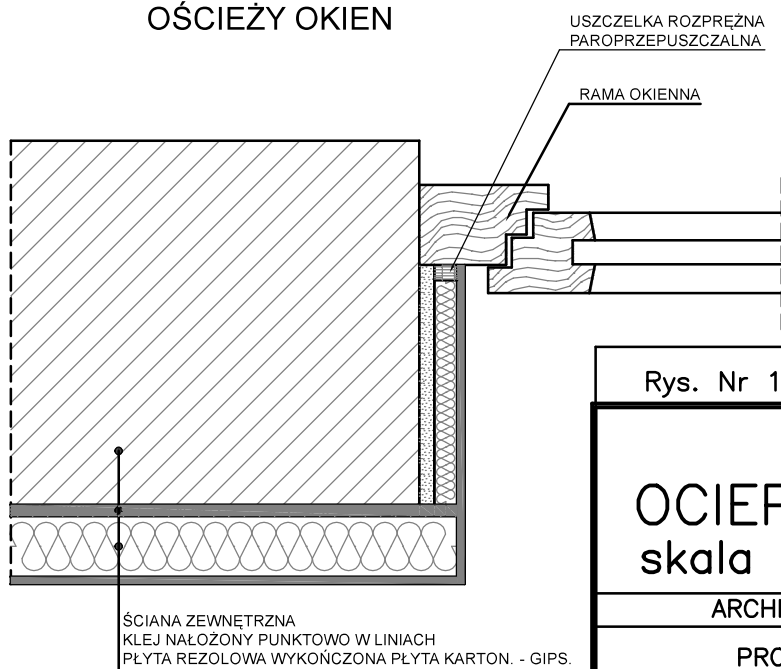 OŚCIEŻY OKIEN
USZCZELKA ROZPRĘŻNA
PAROPRZEPUSZCZALNA
RAMA OKIENNA
ŚCIANA ZEWNĘTRZNA
KLEJ NAŁOŻONY PUNKTOWO W LINIACH
PŁYTA REZOLOWA WYKOŃCZONA PŁYTA KARTON. - GIPS.
Rys. Nr 1
OCIEP
skala
ARCHI
PRO